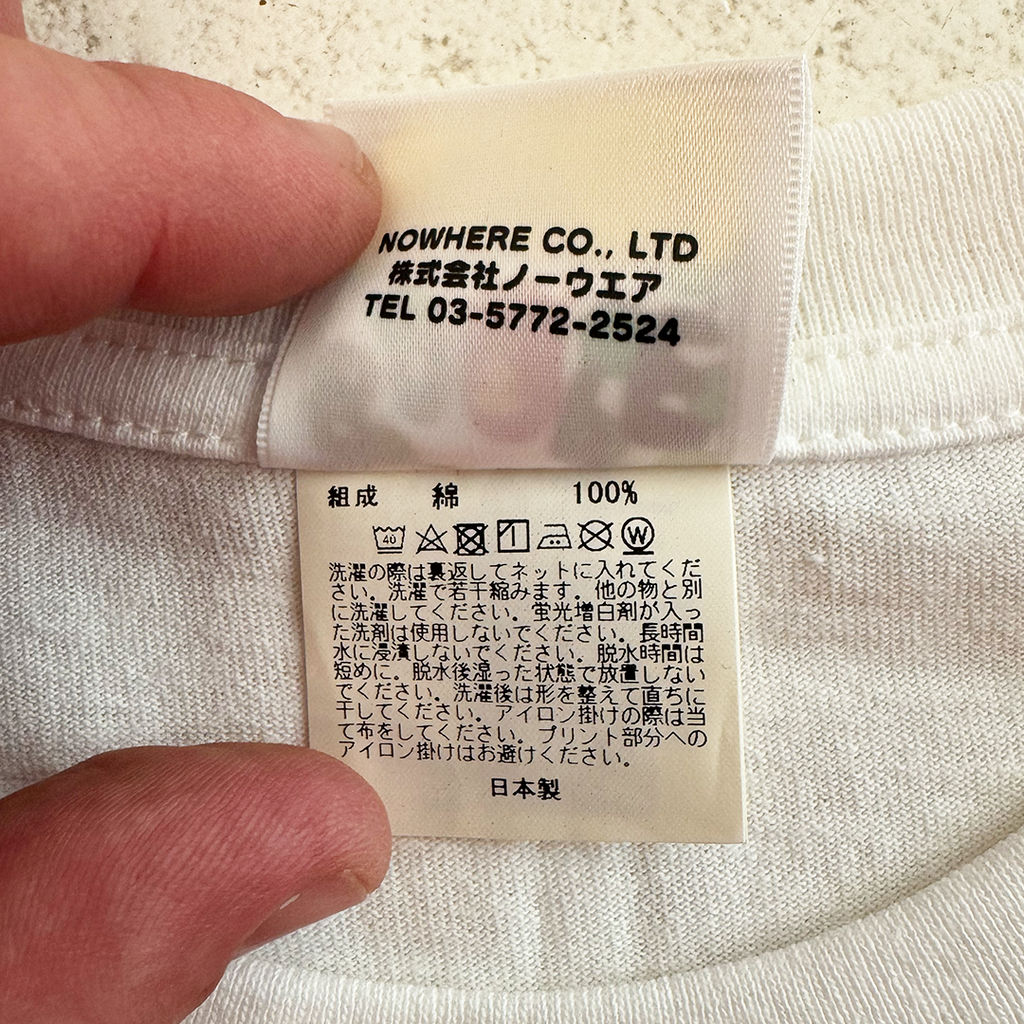 NOWHERE CO., LTD
株式会社ノーウエア
TEL 03-5772-2524
組成 綿 100%
40
W
洗濯の際は裏返してネットに入れてくだ
さい。洗濯で若干縮みます。他の物と別
に洗濯してください。蛍光増白剤が入っ
た洗剤は使用しないでください。長時間
水に浸漬しないでください。脱水時間は
短めに。脱水後湿った状態で放置しない
でください。洗濯後は形を整えて直ちに
干してください。アイロン掛けの際は当
て布をしてください。プリント部分への
アイロン掛けはお避けください。
日本製